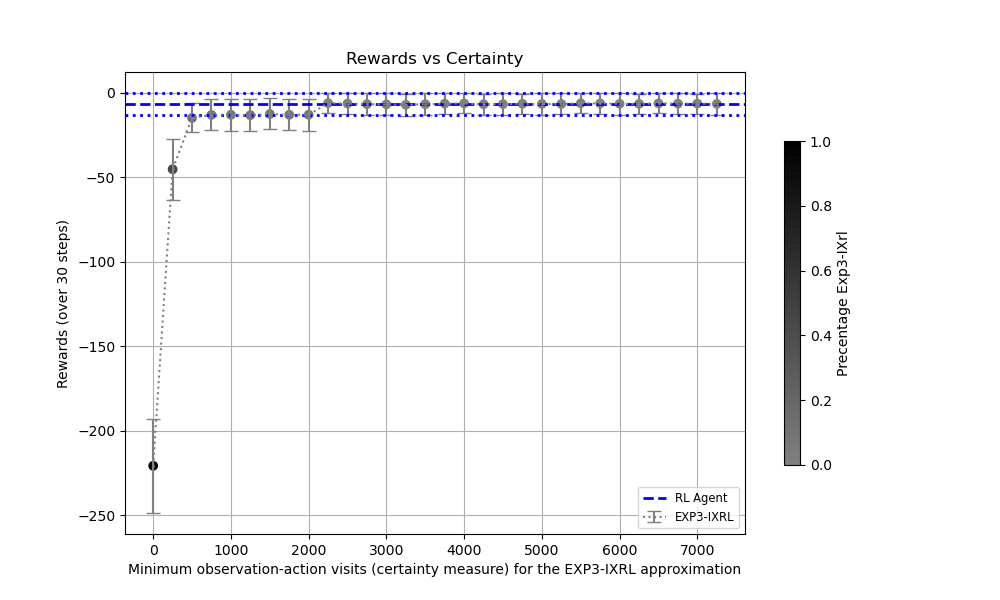 Rewards vs Certainty
Rewards (over 30 steps)
0
−50
−100
−150
−200
−250
0 1000 2000 3000 4000 5000 6000 7000
Minimum observation-action visits (certainty measure) for the EXP3-IXRL approximation
RL Agent
EXP3-IXRL
1.0
0.8
0.6
0.4
0.2
0.0
Precentage Exp3-IXrl